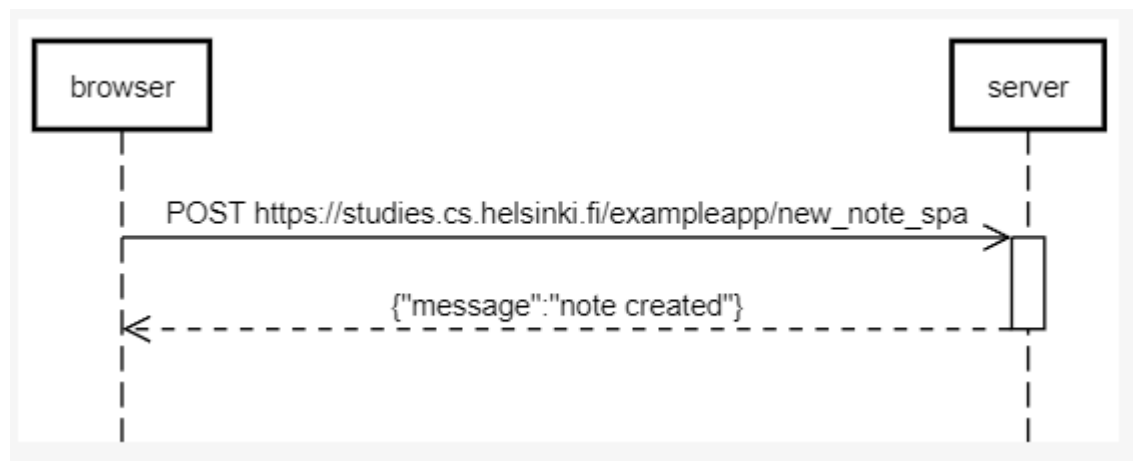 browser
server
POST https://studies.cs.helsinki.fi/exampleapp/new_note_spa
{"message":"note created"}